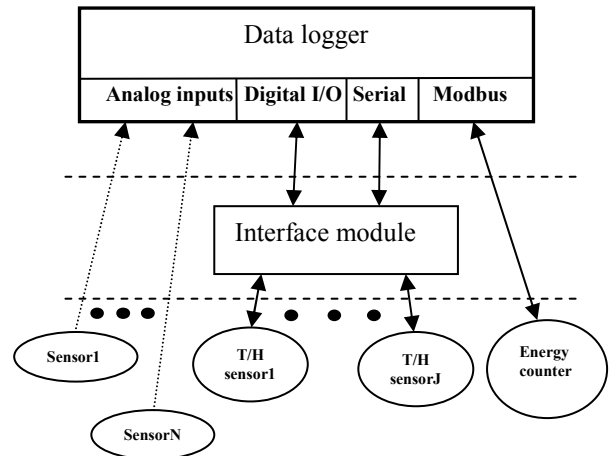 Data logger
Analog inputs Digital I/O Serial Modbus
Interface module
Sensor1
T/H
sensor1
T/H
sensorJ
Energy
counter
SensorN